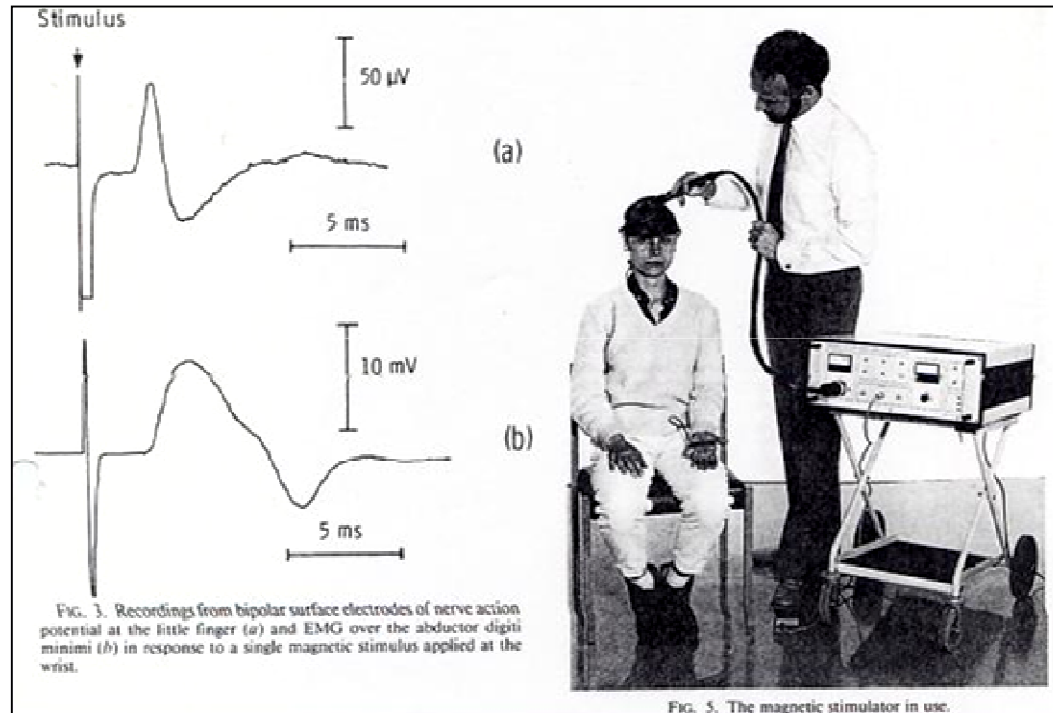 Stimulus
50 µV
(a)
5 ms
10 mV
(b)
5 ms
FIG. 3. Recordings from bipolar surface electrodes of nerve action
potential at the little finger (a) and EMG over the abductor digiti
minimi (b) in response to a single magnetic stimulus applied at the
wrist.
FIG. 5. The magnetic stimulator in use.